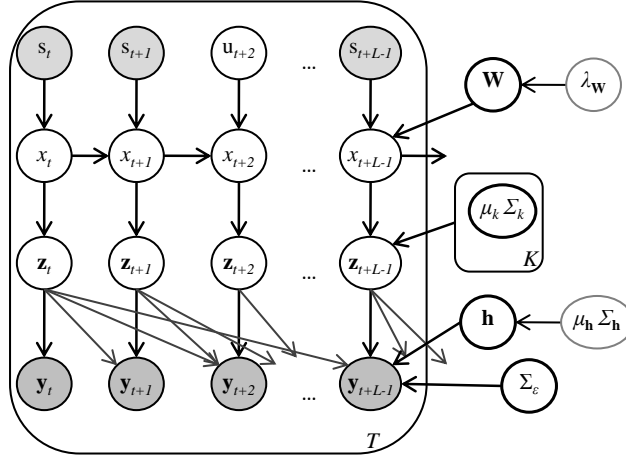 s_t s_{t+1} u_{t+2} ... s_{t+L-1}
W λ_W
x_t x_{t+1} x_{t+2} ... x_{t+L-1}
μ_k Σ_k
K
z_t z_{t+1} z_{t+2} ... z_{t+L-1}
h μ_h Σ_h
y_t y_{t+1} y_{t+2} ... y_{t+L-1}
Σ_ε
T